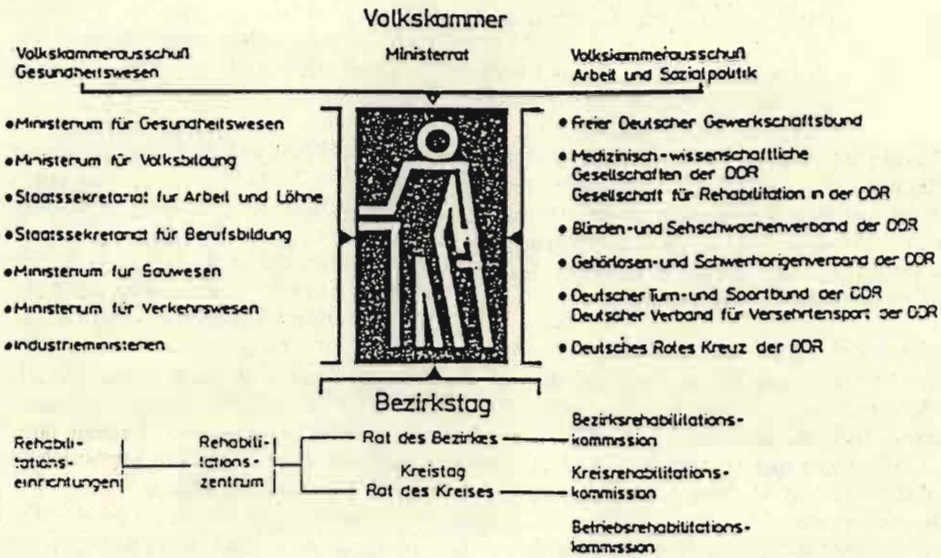 Volkskammer
Volkskammerausschuß
Gesundheitswesen
Ministerrat
Volkskammerausschuß
Arbeit und Sozialpolitik
•Ministerium für Gesundheitswesen
•Ministerium für Volksbildung
•Staatssekretariat für Arbeit und Löhne
•Staatssekretariat für Berufsbildung
•Ministerium für Bauwesen
•Ministerium für Verkehrswesen
•Industrieministerien
• Freier Deutscher Gewerkschaftsbund
• Medizinisch-wissenschaftliche
Gesellschaften der DDR
Gesellschaft für Rehabilitation in der DDR
• Blinden-und Sehschwachenverband der DDR
• Gehörlosen-und Schwerhörigenverband der DDR
• Deutscher Turn-und Sportbund der DDR
Deutscher Verband für Versehrtensport der DDR
• Deutsches Rotes Kreuz der DDR
Bezirkstag
Rehabili-
tations-
einrichtungen
Rehabili-
tations-
zentrum
Rat des Bezirkes
Kreistag
Rat des Kreises
Bezirksrehabilitations-
kommission
Kreisrehabilitations-
kommission
Betriebsrehabilitations-
kommission